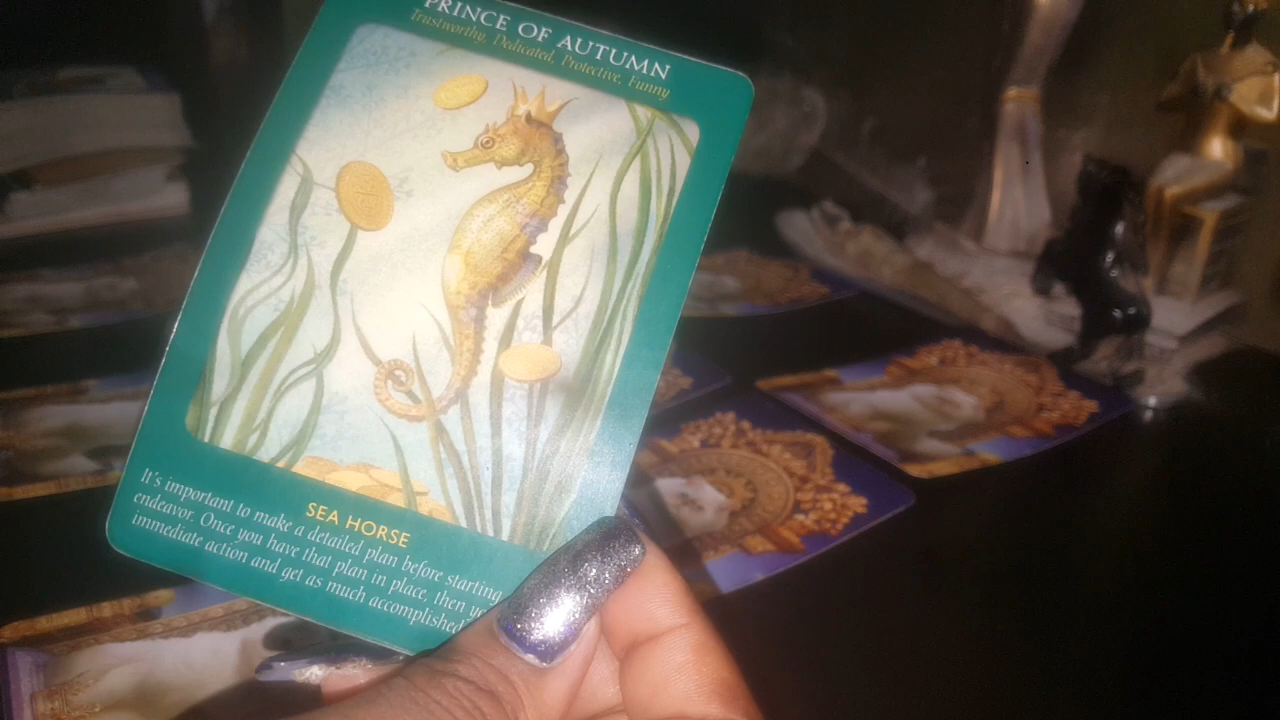 PRINCE OF AUTUMN
Trustworthy, Dedicated, Protective, Funny
SEA HORSE
It's important to make a detailed plan before starting
endeavor. Once you have that plan in place, then
immediate action and get as much accomplished